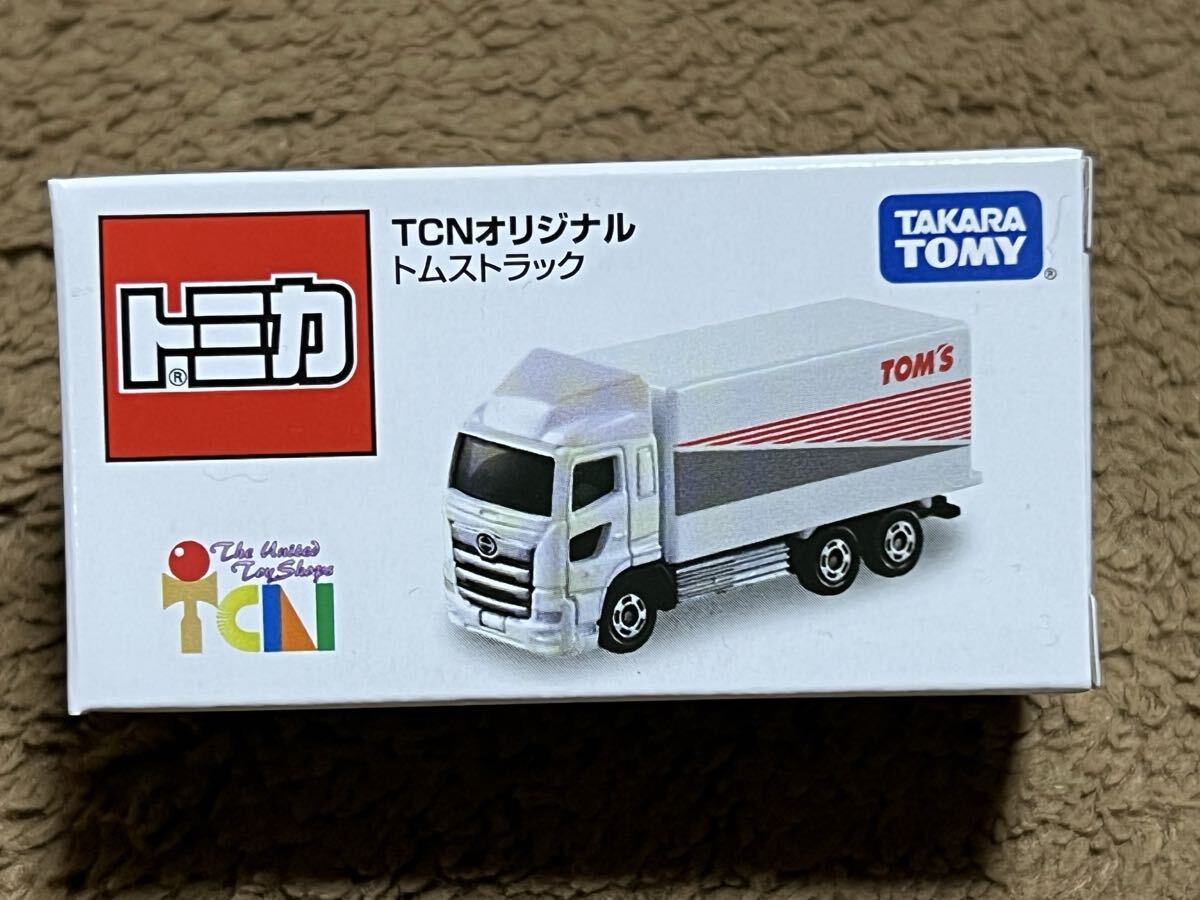 トミカ
®
TCNオリジナル
トムストラック
TAKARA
TOMY
®
TOM'S
The United
Toy Shops
TCN